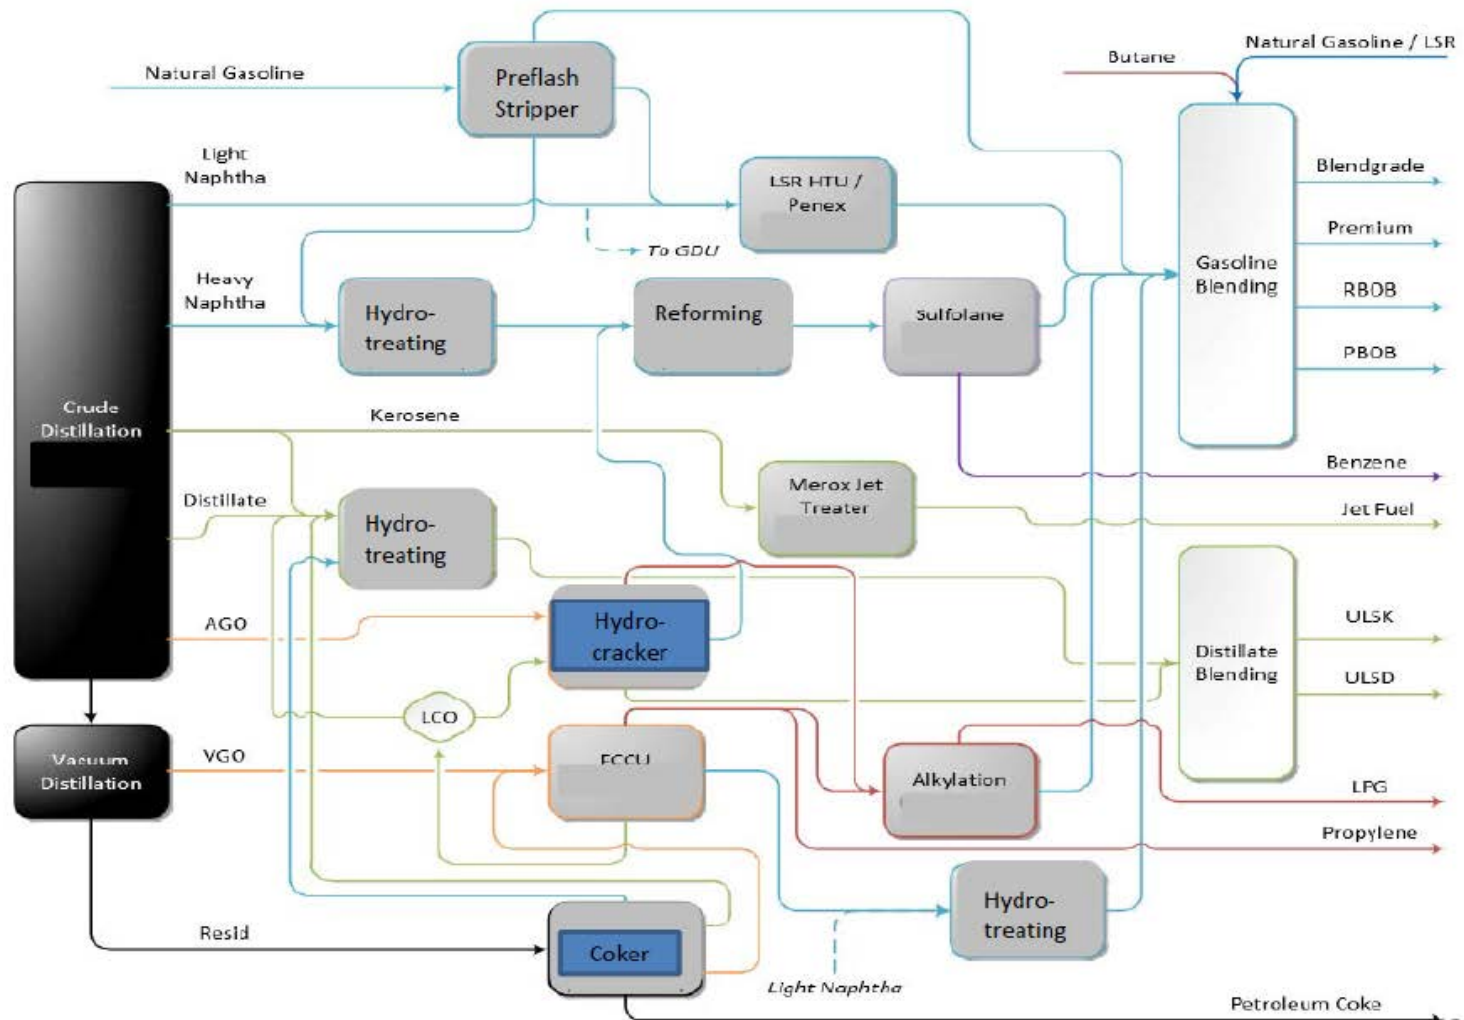 Natural Gasoline / LSR
Butane
Natural Gasoline
Preflash
Stripper
Light
Naphtha
LSR HTU /
Penex
Blendgrade
Premium
To GDU
Gasoline
Blending
Heavy
Naphtha
Hydro-
treating
Reforming
Sulfolane
RBOB
PBOB
Crude
Distillation
Kerosene
Benzene
Merox Jet
Treater
Distillate
Jet Fuel
Hydro-
treating
AGO
Hydro-
cracker
ULSK
Distillate
Blending
ULSD
LCO
Vacuum
Distillation
VGO
FCCU
Alkylation
LPG
Propylene
Hydro-
treating
Resid
Coker
Light Naphtha
Petroleum Coke